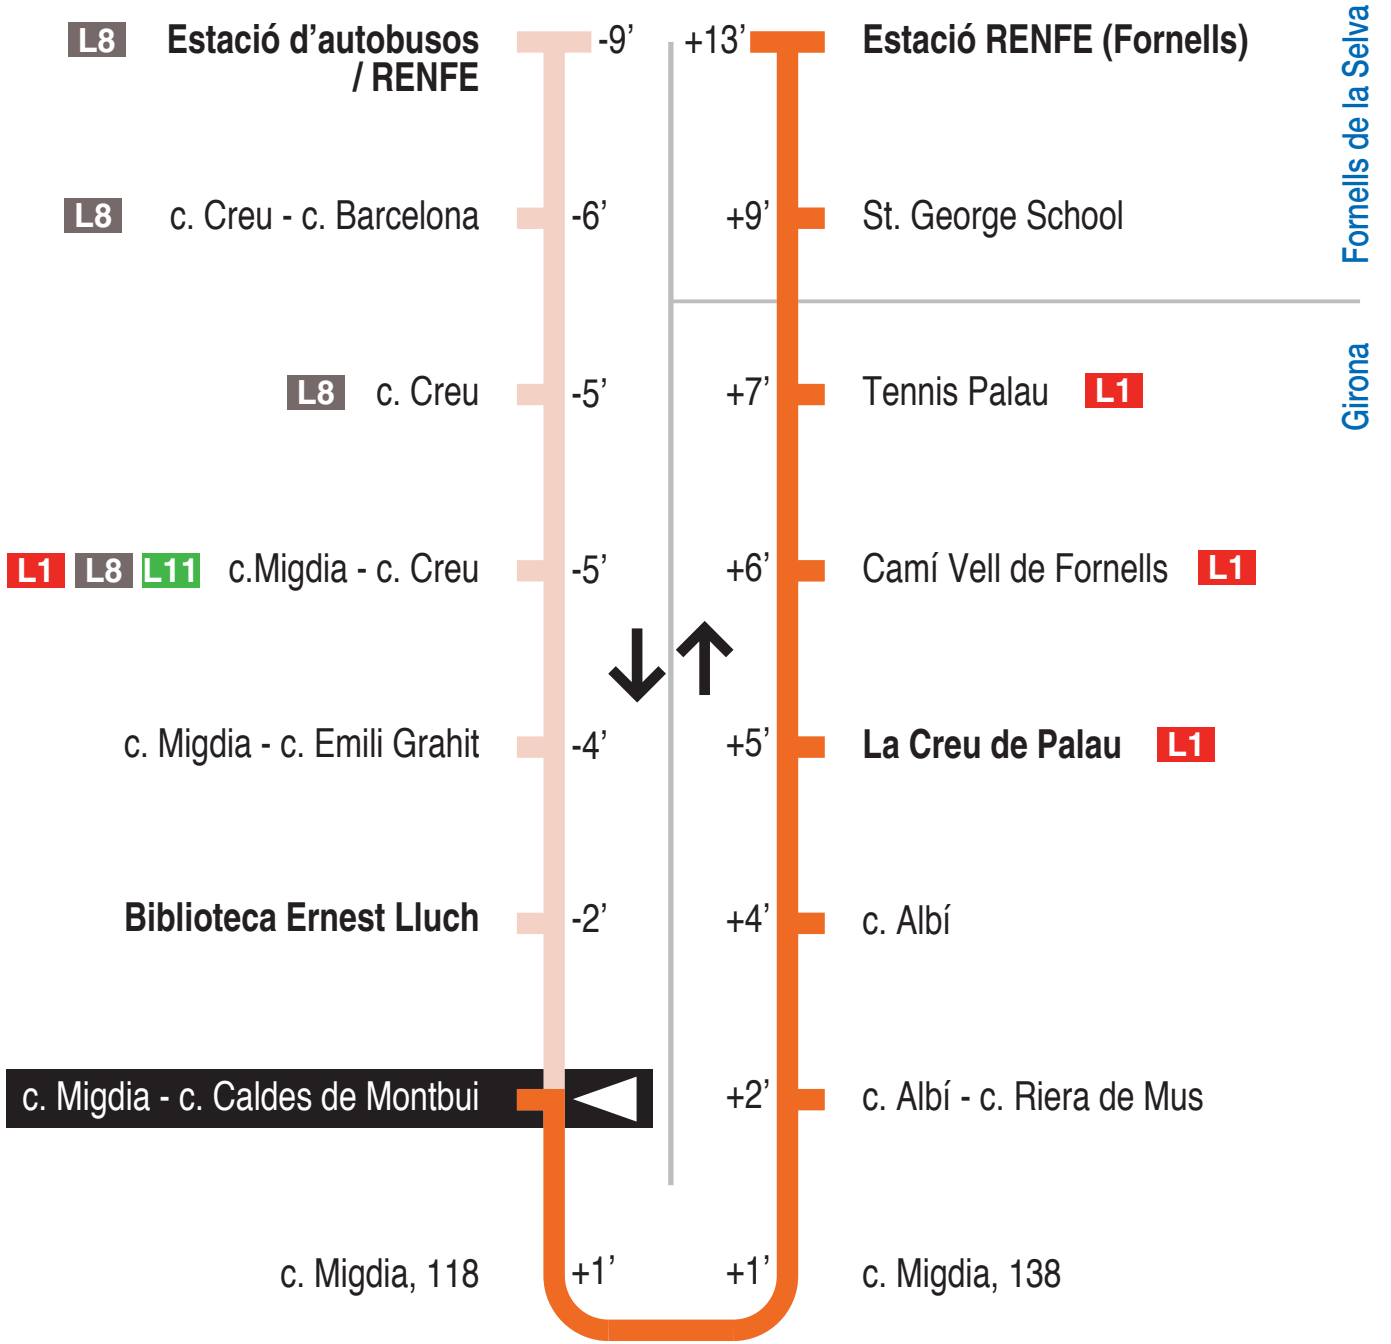 L8 Estació d’autobusos
/ RENFE
-9’
L8 c. Creu - c. Barcelona -6’
L8 c. Creu -5’
L1 L8 L11 c.Migdia - c. Creu -5’
c. Migdia - c. Emili Grahit -4’
Biblioteca Ernest Lluch -2’
c. Migdia - c. Caldes de Montbui
c. Migdia, 118 +1’
+13’ Estació RENFE (Fornells)
+9’ St. George School
+7’ Tennis Palau L1
+6’ Camí Vell de Fornells L1
+5’ La Creu de Palau L1
+4’ c. Albí
+2’ c. Albí - c. Riera de Mus
+1’ c. Migdia, 138
Fornells de la Selva
Girona